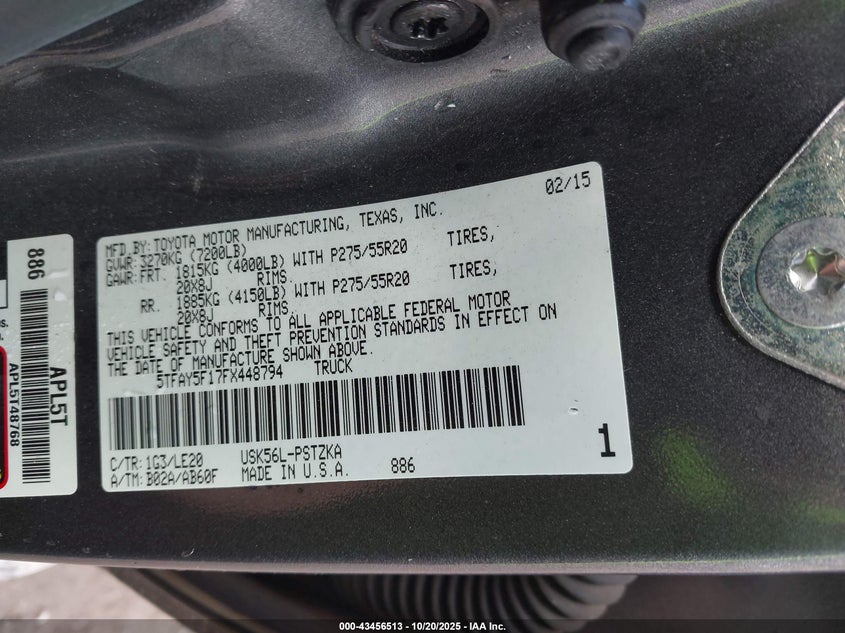 02/15
MFD.BY: TOYOTA MOTOR MANUFACTURING, TEXAS, INC.
GVWR: 3270KG (7200LB)
GAWR: FRT. 1815KG (4000LB) WITH P275/55R20 TIRES,
20X8J RIMS.
RR. 1885KG (4150LB) WITH P275/55R20 TIRES,
20X8J RIMS.
THIS VEHICLE CONFORMS TO ALL APPLICABLE FEDERAL MOTOR
VEHICLE SAFETY AND THEFT PREVENTION STANDARDS IN EFFECT ON
THE DATE OF MANUFACTURE SHOWN ABOVE.
5TFAY5F17FX448794 TRUCK
C/TR: 1G3/LE20 USK56L-PSTZKA
A/TM: B02A/AB60F MADE IN U.S.A. 886
1
886
APL5T
APL5T48768
000-43456513 - 10/20/2025 - IAA Inc.